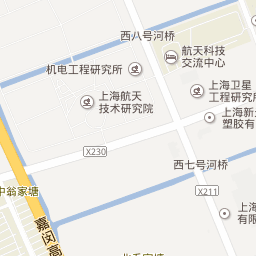 西八号河桥
航天科技
交流中心
机电工程研究所
上海卫星
工程研究所
上海航天
技术研究院
上海新
塑胶有
X230
西七号河桥
中翁家塘
X211
上海
有限
嘉闵高